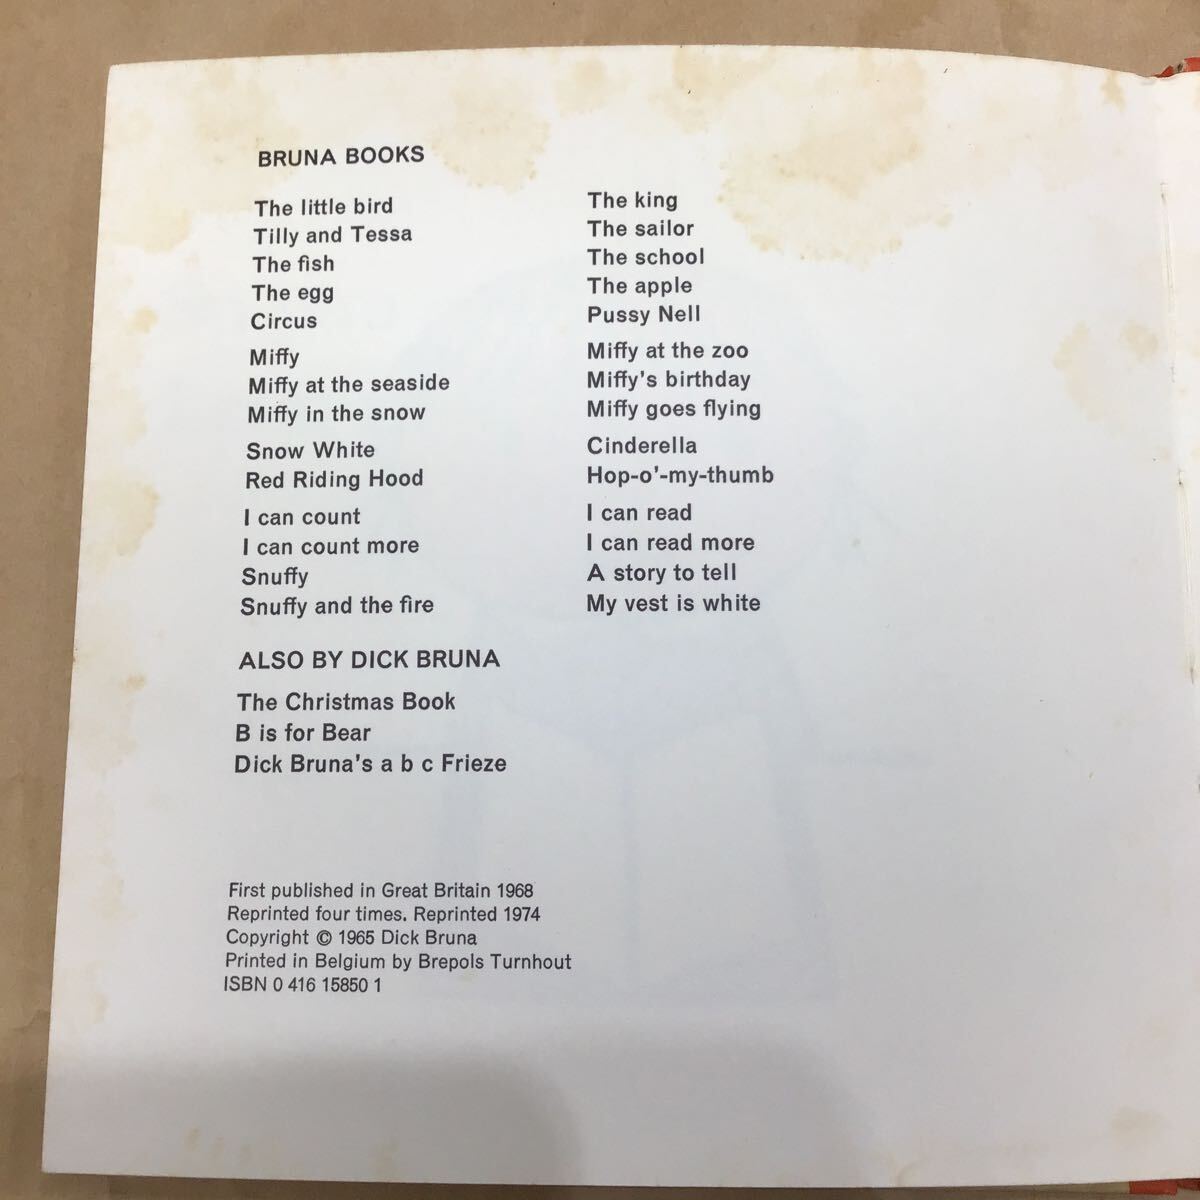 BRUNA BOOKS
The little bird
Tilly and Tessa
The fish
The egg
Circus
Miffy
Miffy at the seaside
Miffy in the snow
Snow White
Red Riding Hood
I can count
I can count more
Snuffy
Snuffy and the fire
The king
The sailor
The school
The apple
Pussy Nell
Miffy at the zoo
Miffy's birthday
Miffy goes flying
Cinderella
Hop-o'-my-thumb
I can read
I can read more
A story to tell
My vest is white
ALSO BY DICK BRUNA
The Christmas Book
B is for Bear
Dick Bruna's a b c Frieze
First published in Great Britain 1968
Reprinted four times. Reprinted 1974
Copyright © 1965 Dick Bruna
Printed in Belgium by Brepols Turnhout
ISBN 0 416 15850 1